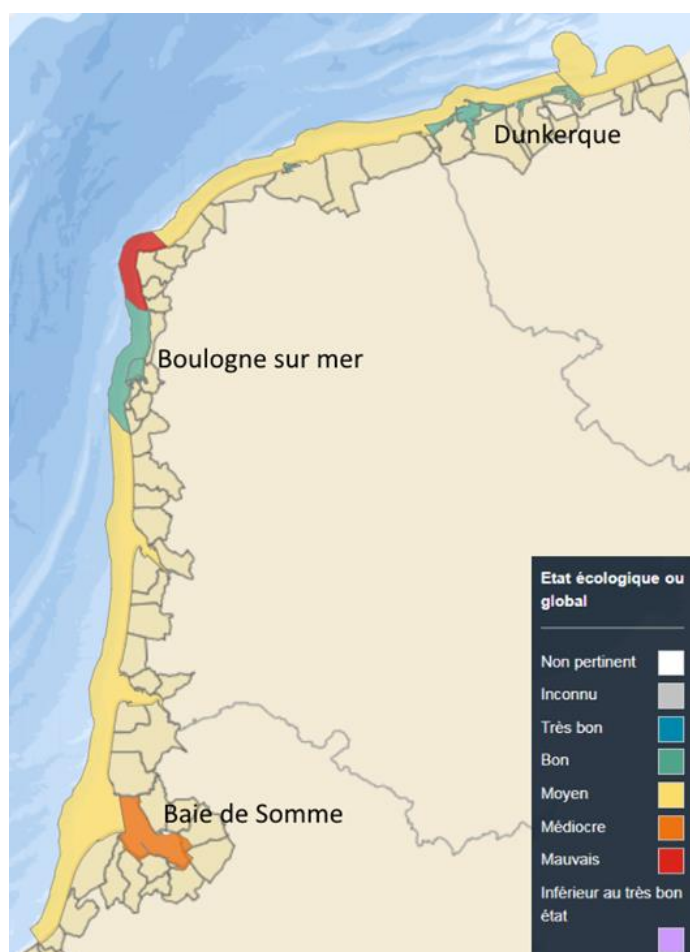 Dunkerque
Boulogne sur mer
Baie de Somme
Etat écologique ou
global
Non pertinent
Inconnu
Très bon
Bon
Moyen
Médiocre
Mauvais
Inférieur au très bon
état